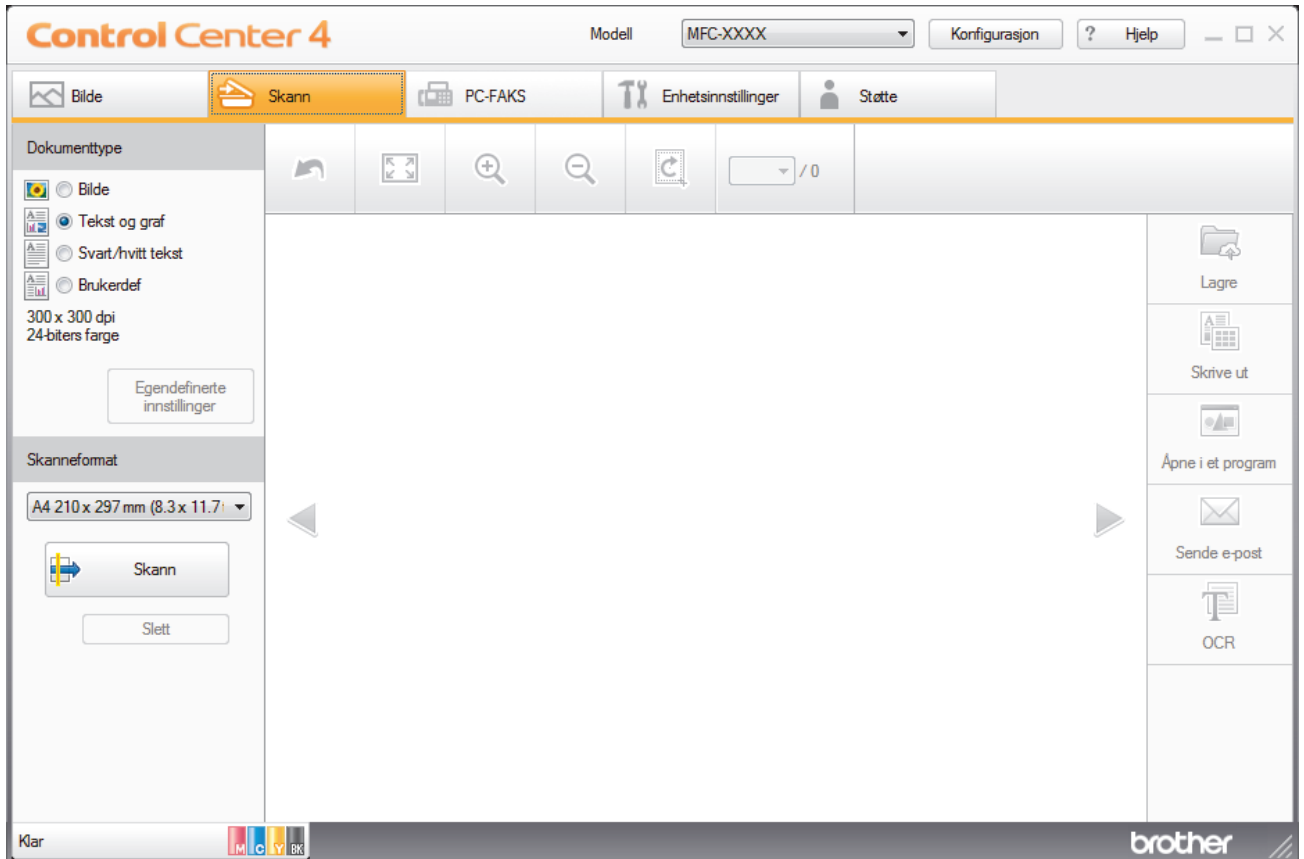 Control Center 4
Modell
MFC-XXXX
Konfigurasjon
? Hjelp
Bilde
Skann
PC-FAKS
Enhetsinnstillinger
Støtte
Dokumenttype
/ 0
Bilde
Tekst og graf
Svart/hvitt tekst
Brukerdef
300 x 300 dpi
24-biters farge
Egendefinerte
innstillinger
Skanneformat
A4 210 x 297 mm (8.3 x 11.7
Skann
Slett
Lagre
Skrive ut
Åpne i et program
Sende e-post
OCR
Klar
M C Y BK
brother